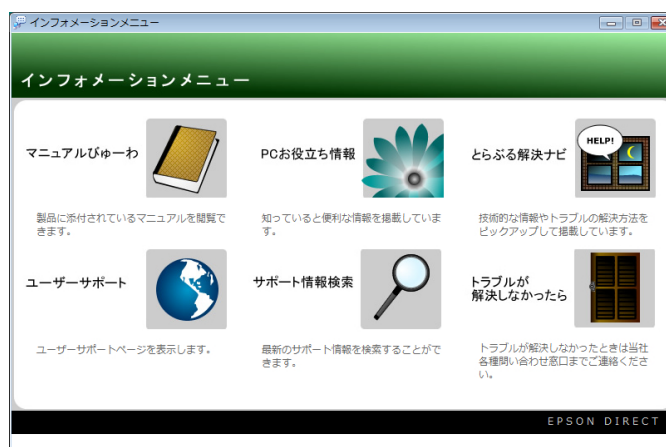 インフォメーションメニュー
インフォメーションメニュー
マニュアルびゅーわ
製品に添付されているマニュアルを閲覧で
きます。
PCお役立ち情報
知っていると便利な情報を掲載していま
す。
とらぶる解決ナビ
HELP!
技術的な情報やトラブルの解決方法を
ピックアップして掲載しています。
ユーザーサポート
ユーザーサポートページを表示します。
サポート情報検索
最新のサポート情報を検索することがで
きます。
トラブルが
解決しなかったら
トラブルが解決しなかったときは当社
各種問い合わせ窓口までご連絡くださ
い。
EPSON DIRECT